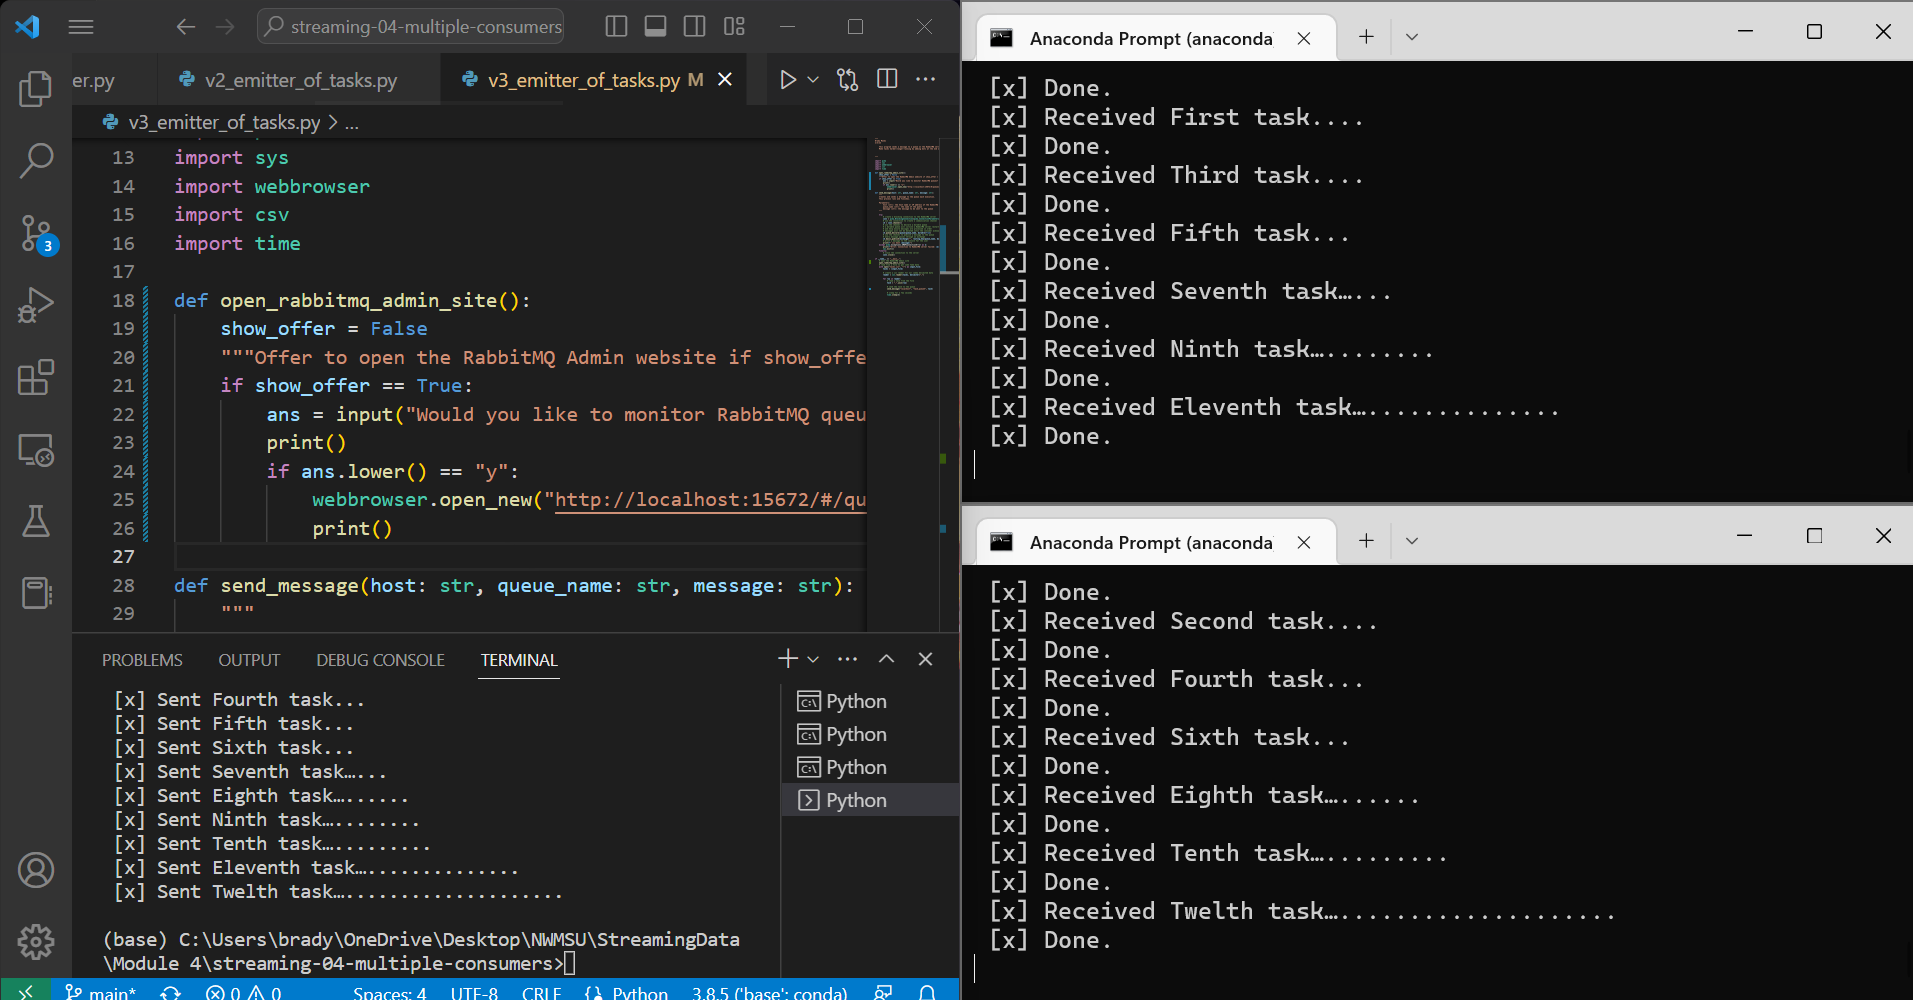 streaming-04-multiple-consumers
er.py
v2_emitter_of_tasks.py
v3_emitter_of_tasks.py M
v3_emitter_of_tasks.py > ...
13 import sys
14 import webbrowser
15 import csv
16 import time
17
18 def open_rabbitmq_admin_site():
19 show_offer = False
20 """Offer to open the RabbitMQ Admin website if show_offe
21 if show_offer == True:
22 ans = input("Would you like to monitor RabbitMQ queu
23 print()
24 if ans.lower() == "y":
25 webbrowser.open_new("http://localhost:15672/#/qu
26 print()
27
28 def send_message(host: str, queue_name: str, message: str):
29 """
3
PROBLEMS OUTPUT DEBUG CONSOLE TERMINAL
[x] Sent Fourth task...
[x] Sent Fifth task...
[x] Sent Sixth task...
[x] Sent Seventh task…...
[x] Sent Eighth task…......
[x] Sent Ninth task…........
[x] Sent Tenth task….........
[x] Sent Eleventh task…..............
[x] Sent Twelth task…....................
(base) C:\Users\brady\OneDrive\Desktop\NWMSU\StreamingData
\Module 4\streaming-04-multiple-consumers>
Python
Python
Python
Python
main* 0 0 Spaces: 4 UTF-8 CRLF Python 3.8.5 ('base': conda)
Anaconda Prompt (anaconda
[x] Done.
[x] Received First task....
[x] Done.
[x] Received Third task....
[x] Done.
[x] Received Fifth task...
[x] Done.
[x] Received Seventh task…...
[x] Done.
[x] Received Ninth task…........
[x] Done.
[x] Received Eleventh task…..............
[x] Done.
Anaconda Prompt (anaconda
[x] Done.
[x] Received Second task....
[x] Done.
[x] Received Fourth task...
[x] Done.
[x] Received Sixth task...
[x] Done.
[x] Received Eighth task…......
[x] Done.
[x] Received Tenth task….........
[x] Done.
[x] Received Twelth task…....................
[x] Done.